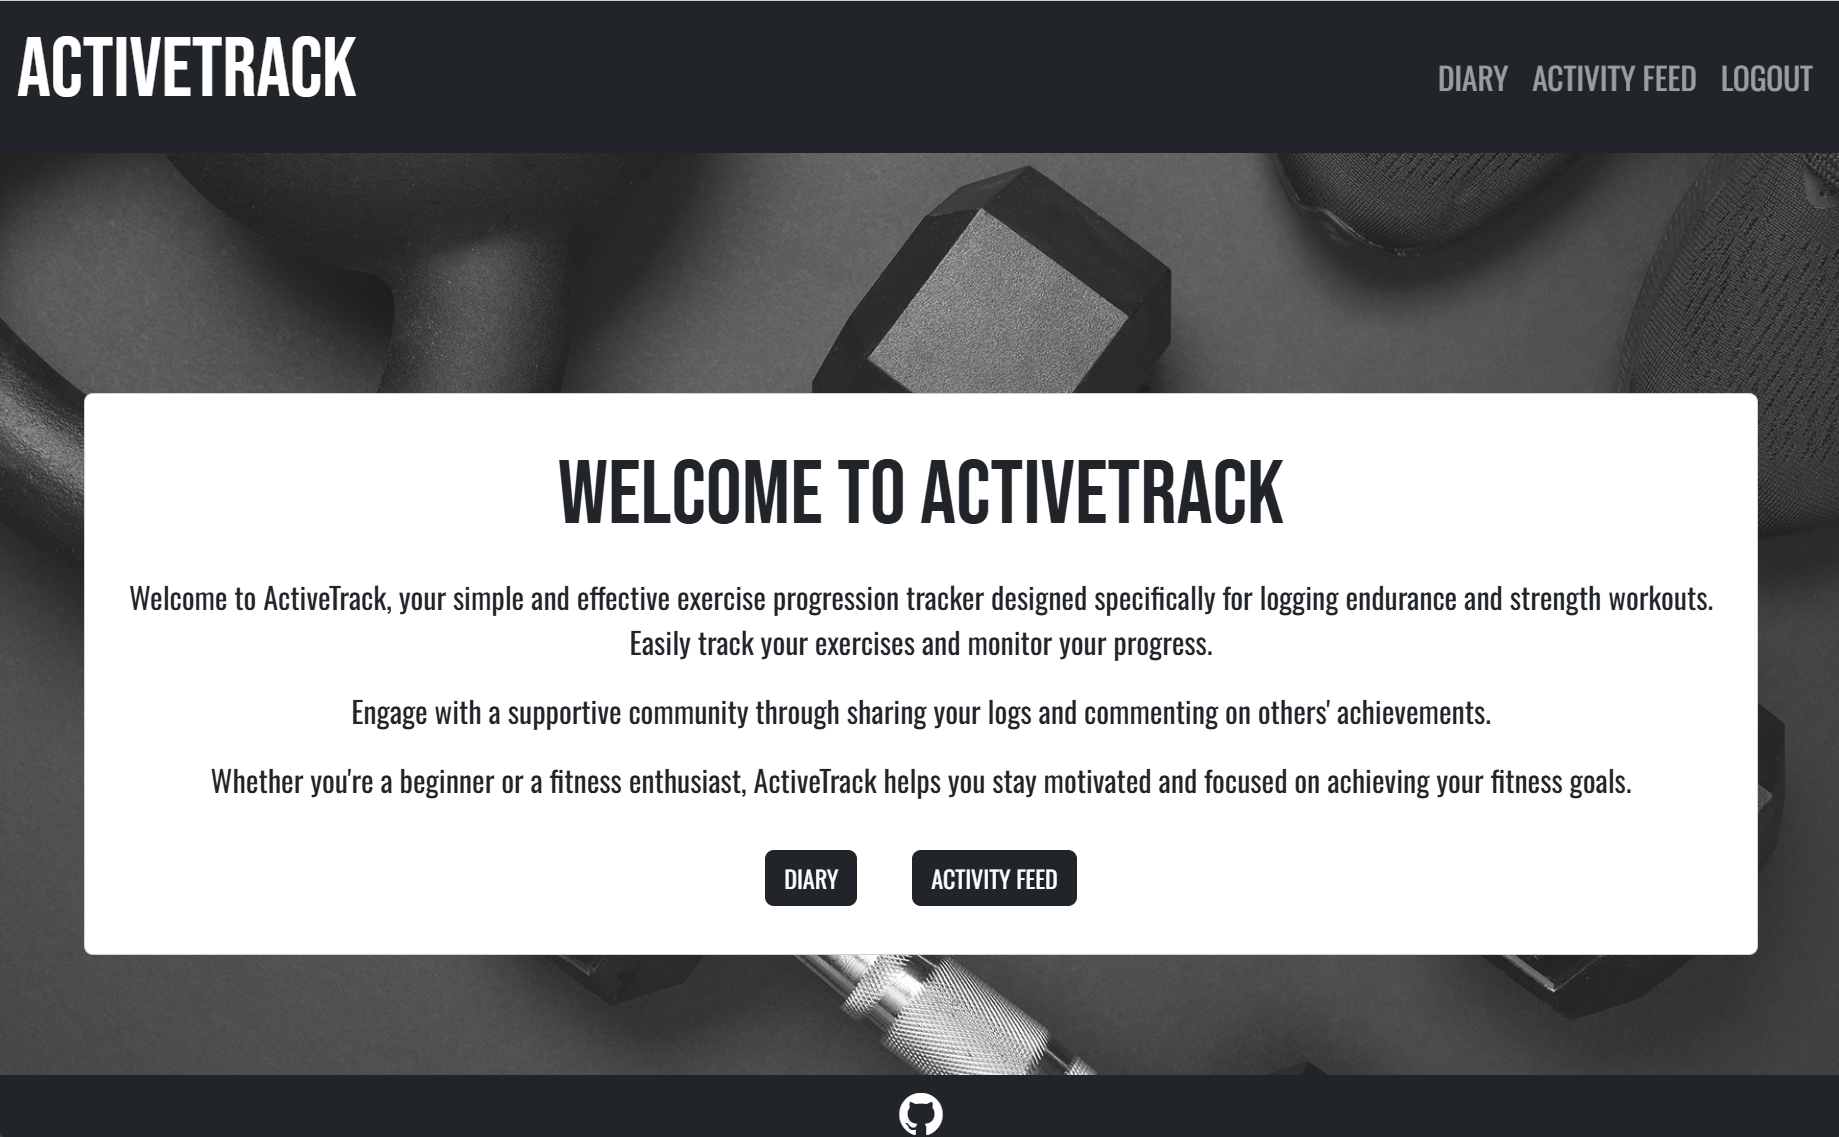 ACTIVETRACK
DIARY ACTIVITY FEED LOGOUT
WELCOME TO ACTIVETRACK
Welcome to ActiveTrack, your simple and effective exercise progression tracker designed specifically for logging endurance and strength workouts.
Easily track your exercises and monitor your progress.
Engage with a supportive community through sharing your logs and commenting on others' achievements.
Whether you're a beginner or a fitness enthusiast, ActiveTrack helps you stay motivated and focused on achieving your fitness goals.
DIARY ACTIVITY FEED